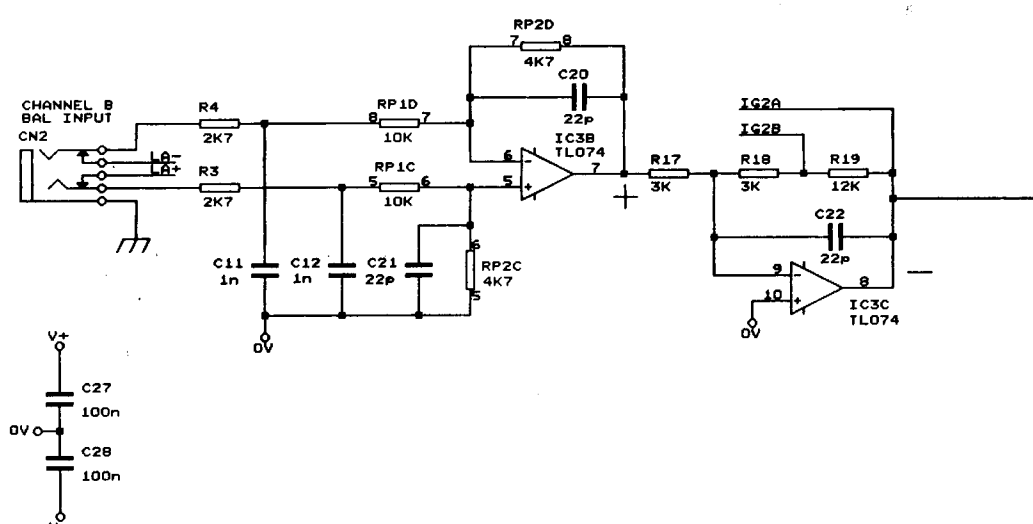 RP2D
7 8
4K7
C20
22p
CHANNEL B
BAL INPUT
CN2
R4
2K7
RP1D
8 7
10K
IC3B
TL074
IG2A
IG2B
LA-
LA+
R3
2K7
RP1C
5 6
10K
6 -
5 +
7
+
R17
3K
R18
3K
R19
12K
C22
22p
C11
1n
C12
1n
C21
22p
6
RP2C
4K7
5
9 -
10 +
8
-
IC3C
TL074
0V
0V
V+
C27
100n
0V
C28
100n